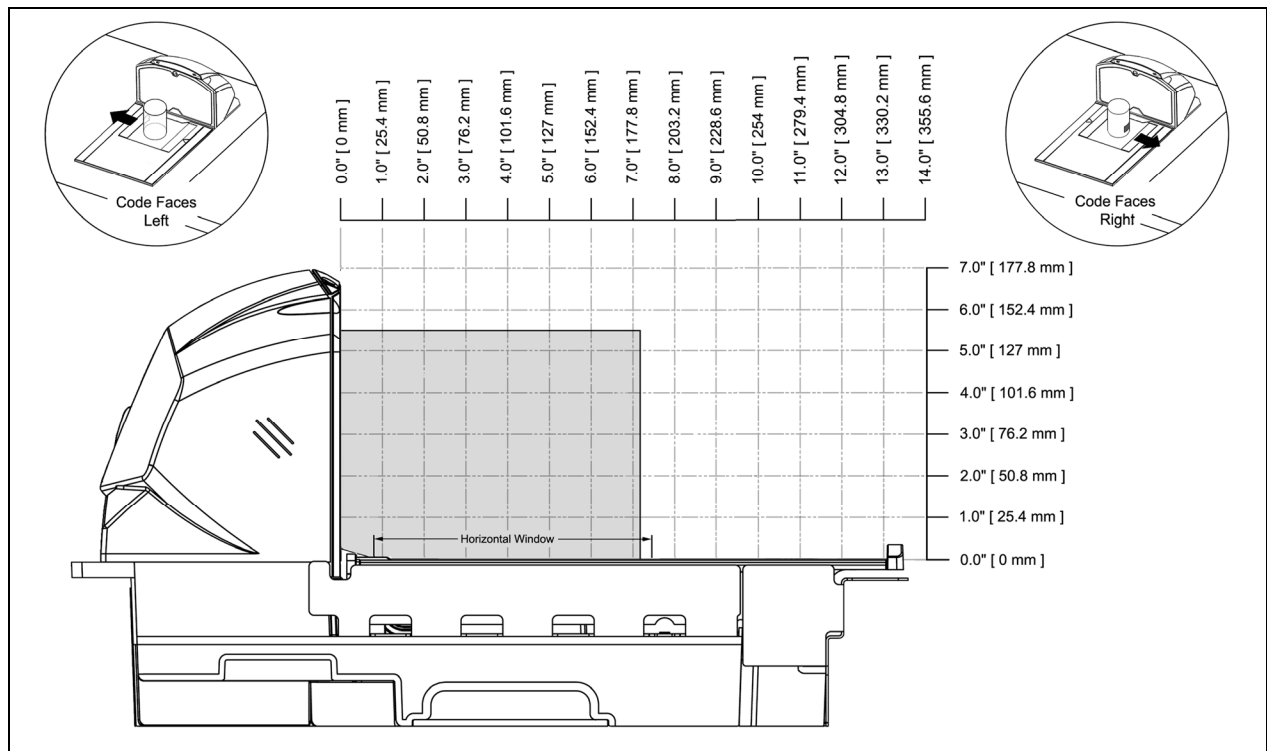 Code Faces
Left
0.0" [ 0 mm ]
1.0" [ 25.4 mm ]
2.0" [ 50.8 mm ]
3.0" [ 76.2 mm ]
4.0" [ 101.6 mm ]
5.0" [ 127 mm ]
6.0" [ 152.4 mm ]
7.0" [ 177.8 mm ]
8.0" [ 203.2 mm ]
9.0" [ 228.6 mm ]
10.0" [ 254 mm ]
11.0" [ 279.4 mm ]
12.0" [ 304.8 mm ]
13.0" [ 330.2 mm ]
14.0" [ 355.6 mm ]
Code Faces
Right
7.0" [ 177.8 mm ]
6.0" [ 152.4 mm ]
5.0" [ 127 mm ]
4.0" [ 101.6 mm ]
3.0" [ 76.2 mm ]
2.0" [ 50.8 mm ]
1.0" [ 25.4 mm ]
0.0" [ 0 mm ]
Horizontal Window